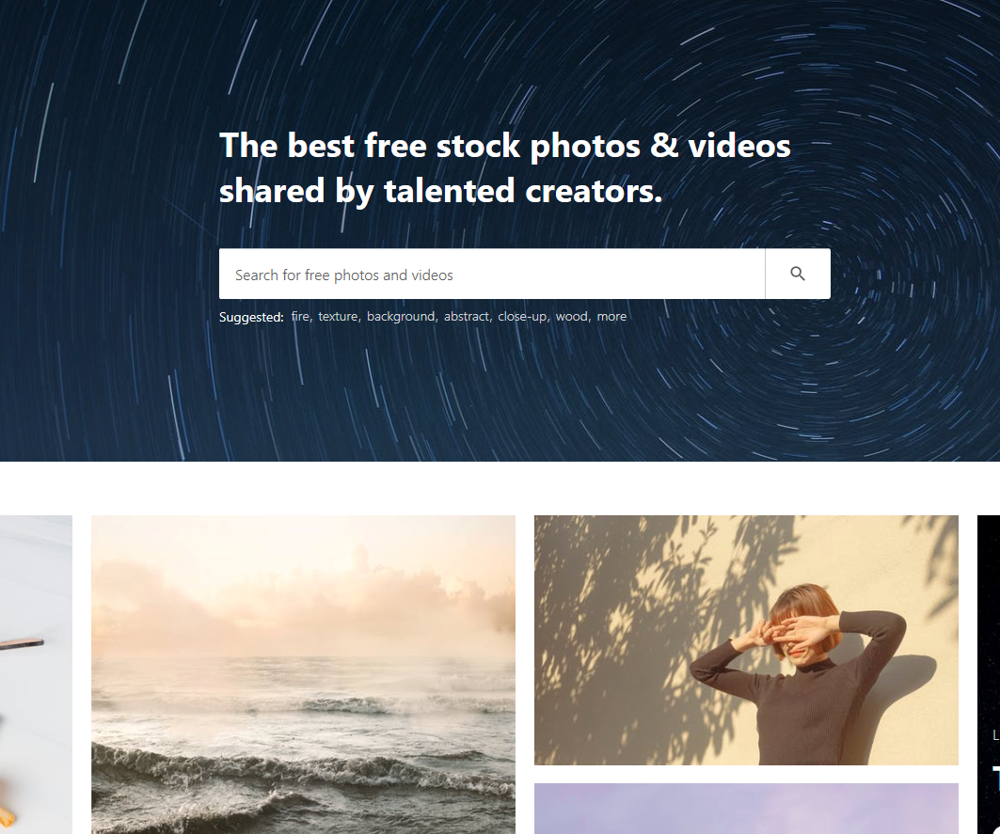 The best free stock photos & videos
shared by talented creators.
Search for free photos and videos
Suggested: fire, texture, background, abstract, close-up, wood, more